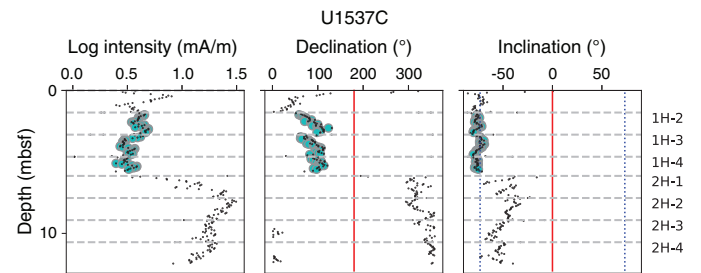 U1537C
Log intensity (mA/m) Declination (°) Inclination (°)
0.0 0.5 1.0 1.5 0 100 200 300 -50 0 50
0
10
Depth (mbsf)
1H-2
1H-3
1H-4
2H-1
2H-2
2H-3
2H-4